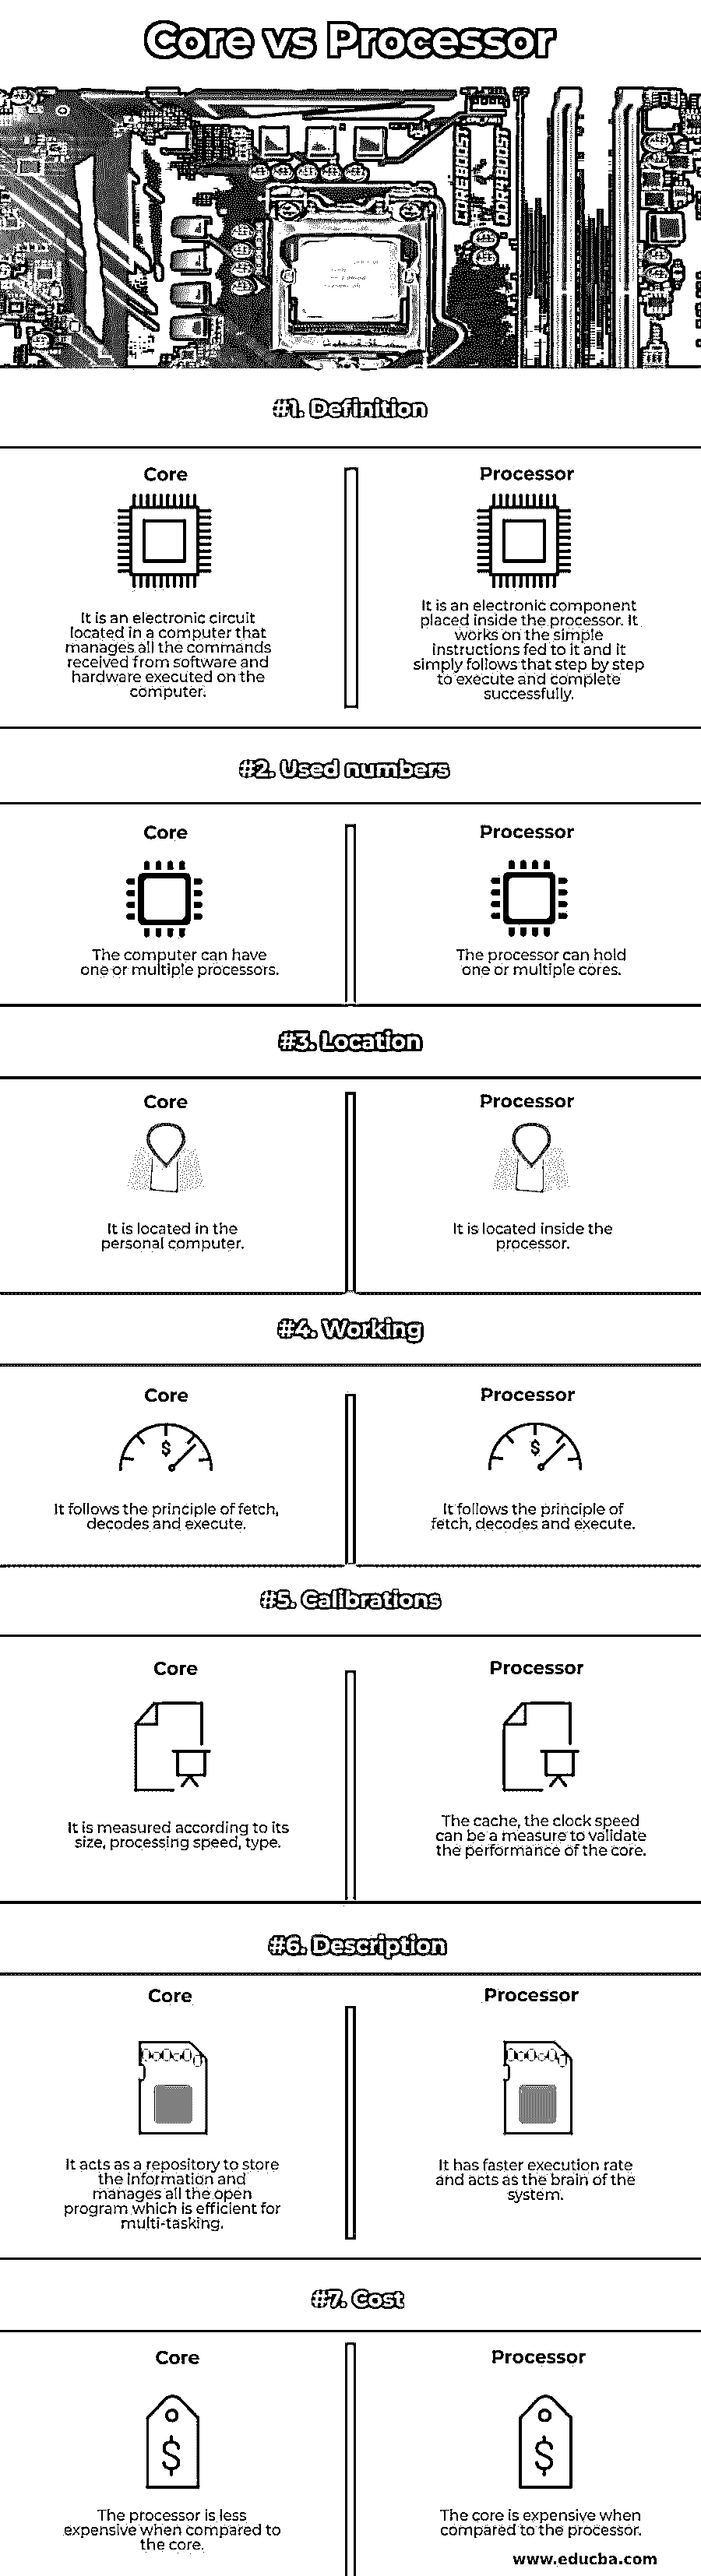 Core vs Processor
CORE BOOST
DDR4 BOOST
#1. Definition
Core
Processor
It is an electronic circuit
located in a computer that
manages all the commands
received from software and
hardware executed on the
computer.
It is an electronic component
placed inside the processor. It
works on the simple
instructions fed to it and it
simply follows that step by step
to execute and complete
successfully.
#2. Used numbers
Core
Processor
The computer can have
one or multiple processors.
The processor can hold
one or multiple cores.
#3. Location
Core
Processor
It is located in the
personal computer.
It is located inside the
processor.
#4. Working
Core
Processor
$
$
It follows the principle of fetch,
decodes and execute.
It follows the principle of
fetch, decodes and execute.
#5. Calibrations
Core
Processor
It is measured according to its
size, processing speed, type.
The cache, the clock speed
can be a measure to validate
the performance of the core.
#6. Description
Core
Processor
It acts as a repository to store
the information and
manages all the open
program which is efficient for
multi-tasking.
It has faster execution rate
and acts as the brain of the
system.
#7. Cost
Core
Processor
$
$
The processor is less
expensive when compared to
the core.
The core is expensive when
compared to the processor.
www.educba.com